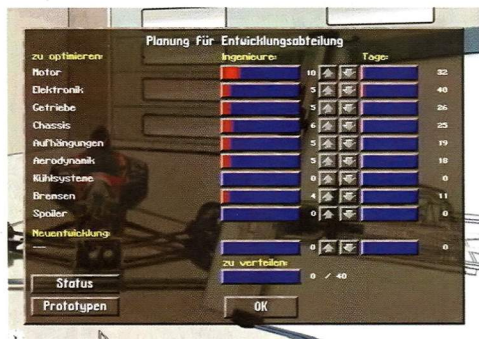 Planung für Entwicklungsabteilung
zu optimieren: Ingenieure: Tage:
Motor 10 32
Elektronik 5 40
Getriebe 5 26
Chassis 6 25
Aufhängungen 5 19
Aerodynamik 5 18
Kühlsysteme 0 0
Bremsen 4 11
Spoiler 0 0
Neuentwicklung:
--- 0 0
zu verteilen:
Status 0 / 40
Prototypen OK